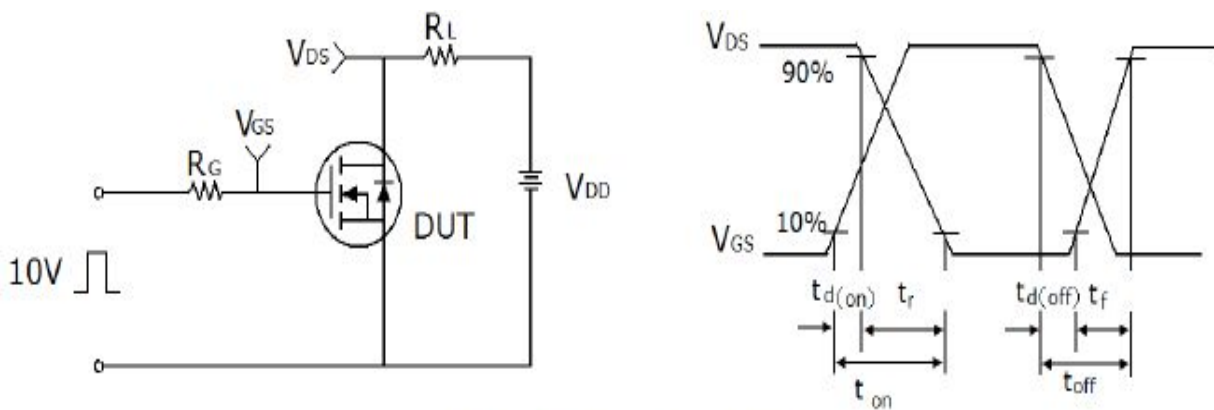 RL
VDS
VGS
RG
VDD
DUT
10V
VDS
90%
10%
VGS
td(on) tr td(off) tf
ton toff